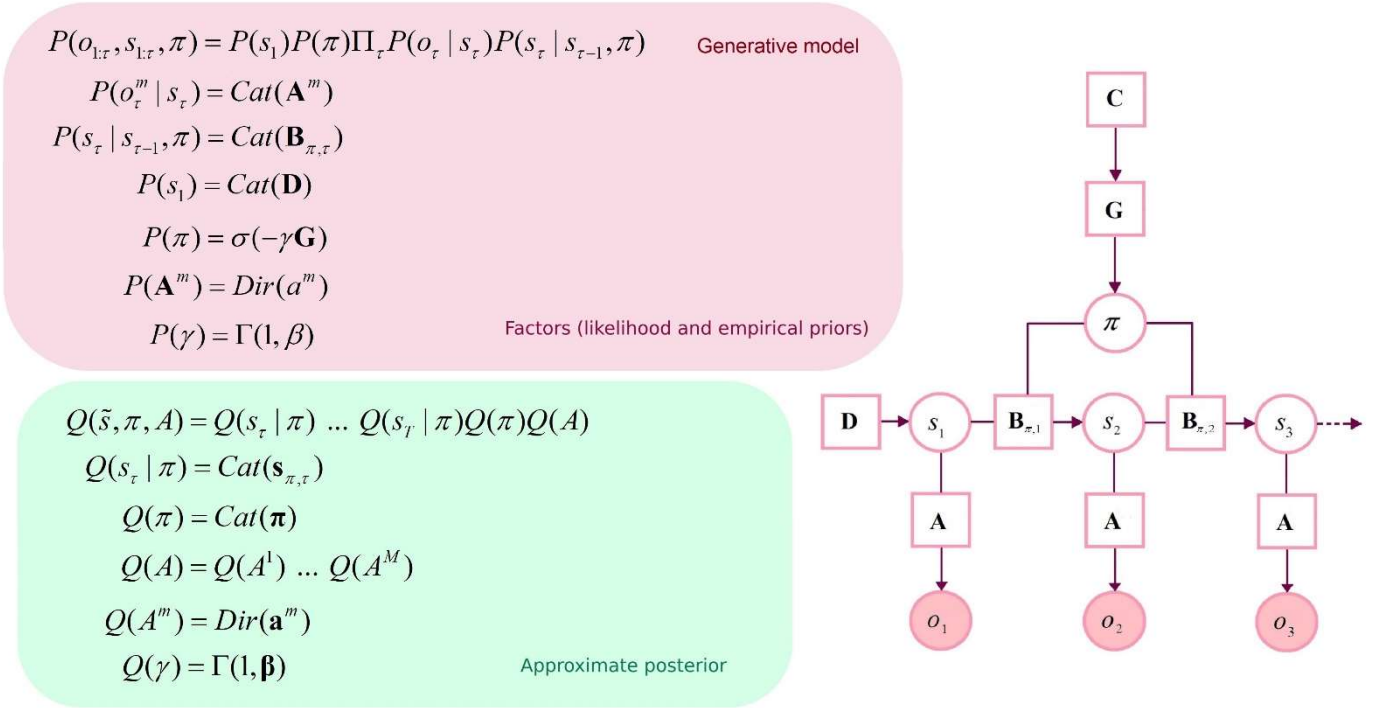 P(o_{1:τ}, s_{1:τ}, π) = P(s_1)P(π)Π_τ P(o_τ | s_τ)P(s_τ | s_{τ−1}, π) Generative model
P(o_τ^m | s_τ) = Cat(𝐀^m)
P(s_τ | s_{τ−1}, π) = Cat(𝐁_{π,τ})
P(s_1) = Cat(𝐃)
P(π) = σ(−γ𝐆)
P(𝐀^m) = Dir(a^m)
P(γ) = Γ(1, β)
Factors (likelihood and empirical priors)
Q(s̃, π, A) = Q(s_τ | π) ... Q(s_T | π)Q(π)Q(A)
Q(s_τ | π) = Cat(𝐬_{π,τ})
Q(π) = Cat(𝛑)
Q(A) = Q(A^1) ... Q(A^M)
Q(A^m) = Dir(𝐚^m)
Q(γ) = Γ(1, 𝛃)
Approximate posterior
C
G
π
D s_1 B_{π,1} s_2 B_{π,2} s_3
A A A
o_1 o_2 o_3